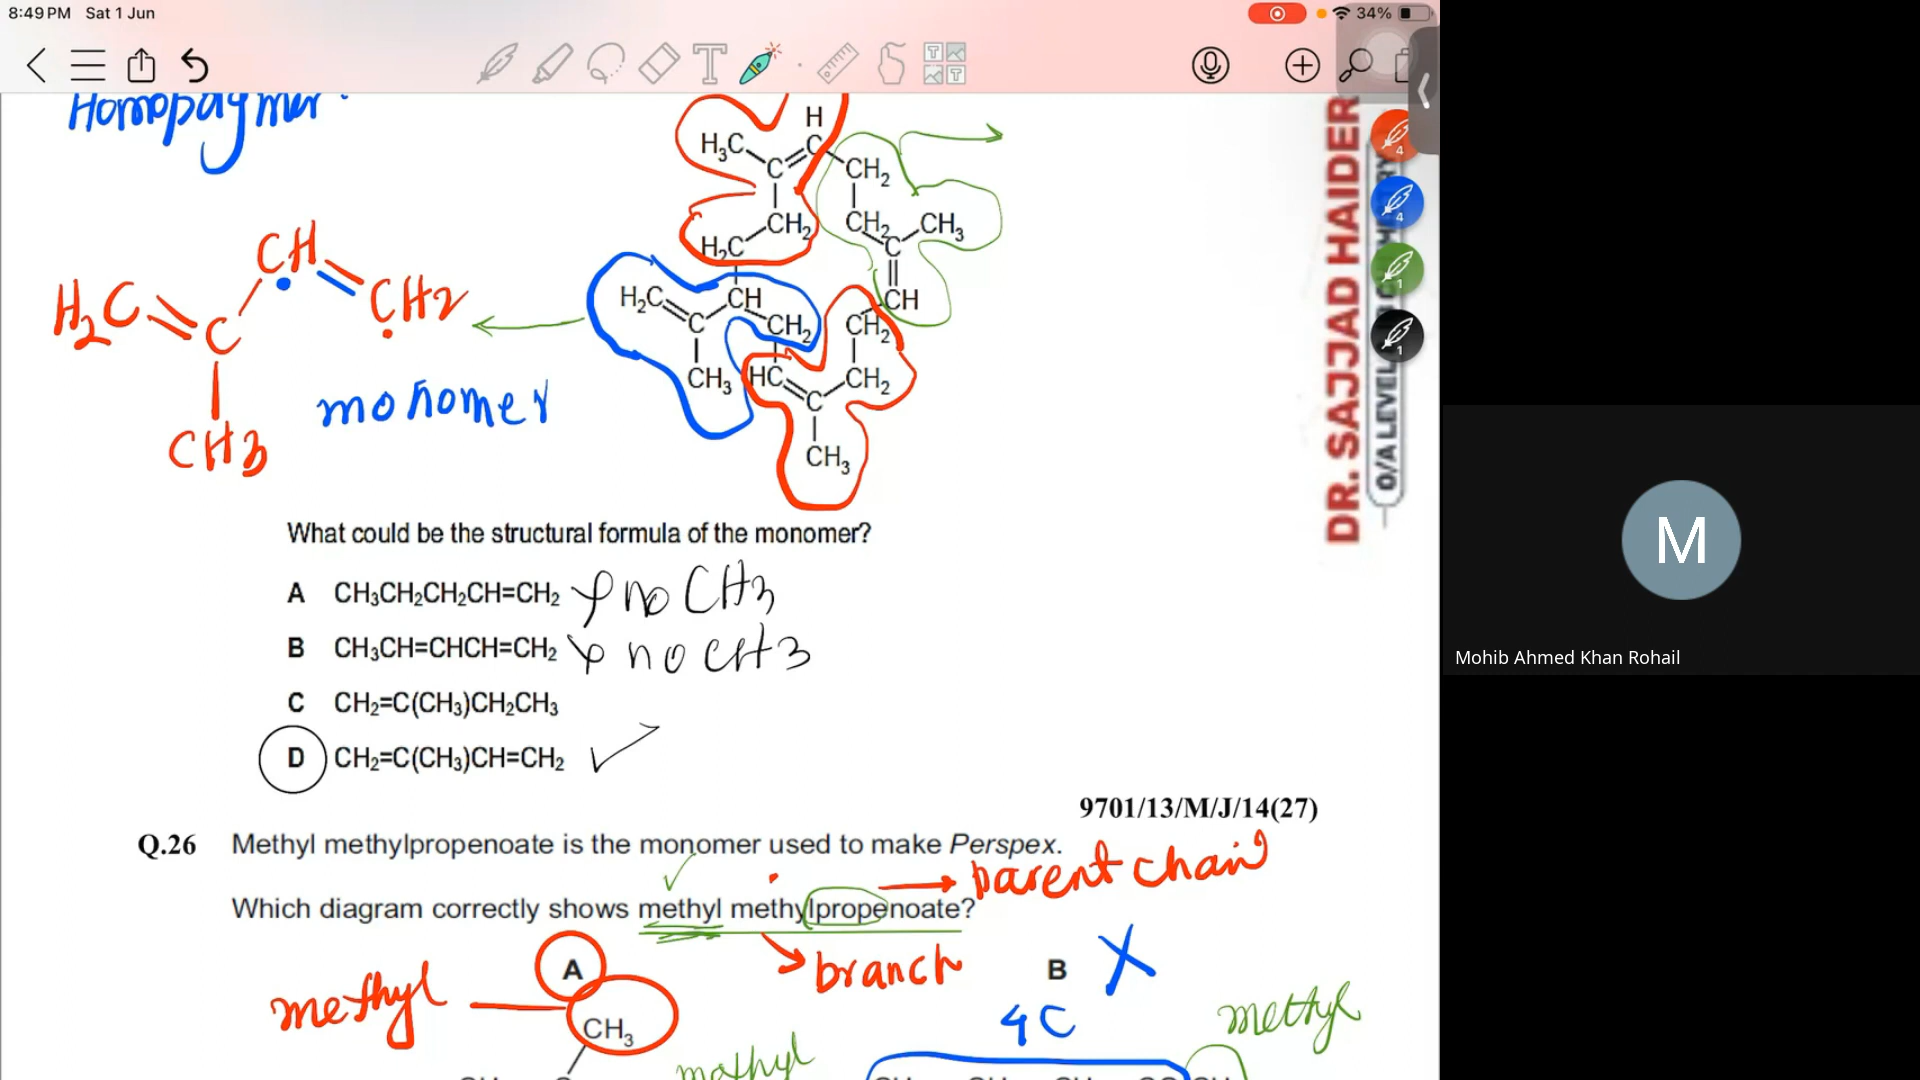 8:49 PM Sat 1 Jun
34%
Homopolymer
H
H₃C
C
C
CH₂
CH₂
CH₂
CH₃
H₂C
C
CH
H₂C
CH
C
CH₂
CH₂
CH₃
HC
CH₂
C
CH₃
H₂C
C
CH
CH2
CH3
monomer
What could be the structural formula of the monomer?
A CH₃CH₂CH₂CH=CH₂ no CH3
B CH₃CH=CHCH=CH₂ no CH3
C CH₂=C(CH₃)CH₂CH₃
D CH₂=C(CH₃)CH=CH₂
9701/13/M/J/14(27)
Q.26 Methyl methylpropenoate is the monomer used to make Perspex.
parent chain
Which diagram correctly shows methyl methylpropenoate?
branch
A
B
methyl
CH₃
4C
methyl
methyl
DR. SAJJAD HAIDER
O/A LEVEL
4
4
1
1
M
Mohib Ahmed Khan Rohail